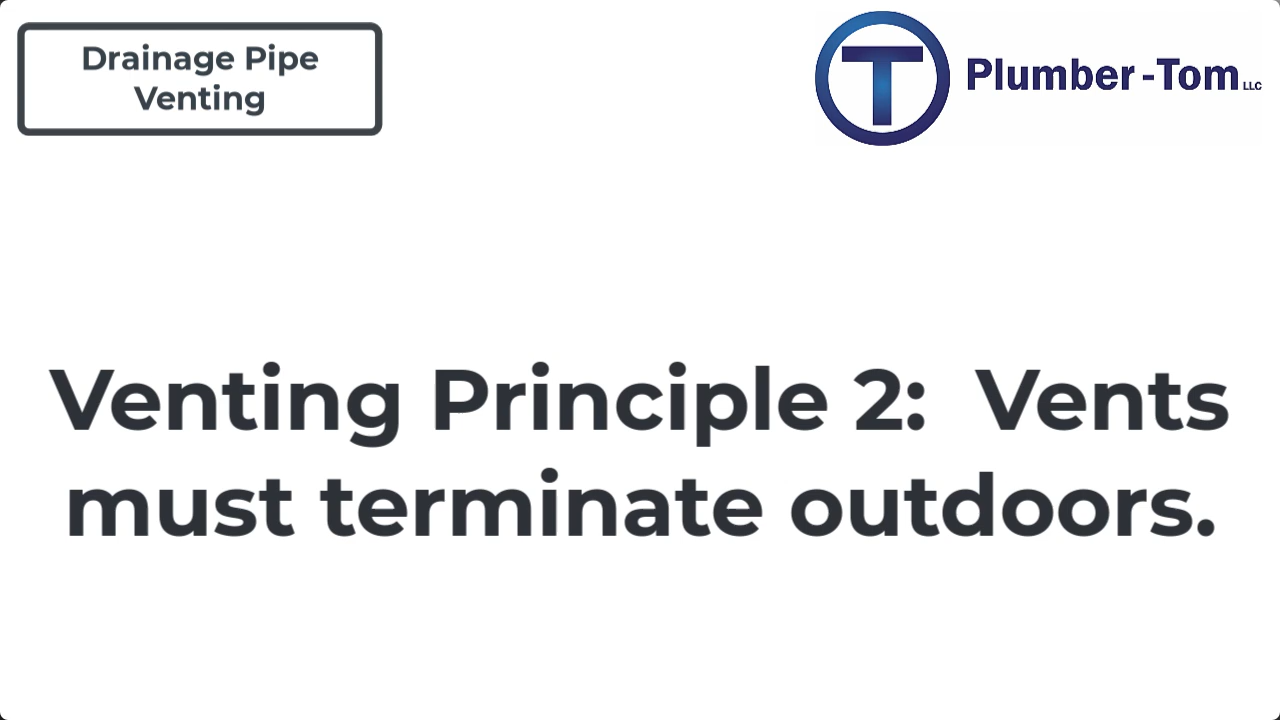 Drainage Pipe
Venting
T
Plumber-Tom LLC
Venting Principle 2:  Vents
must terminate outdoors.